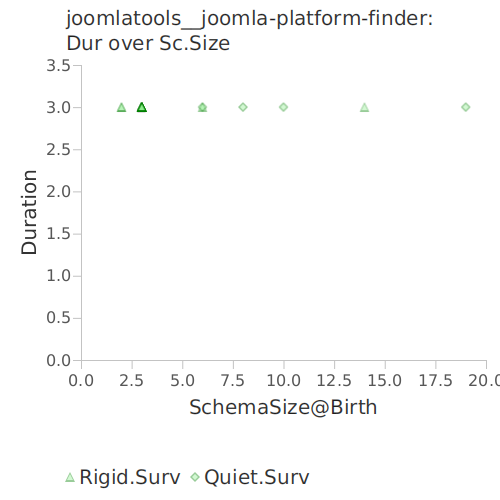 joomlatools__joomla-platform-finder:
Dur over Sc.Size
3.5
3.0
2.5
2.0
1.5
1.0
0.5
0.0
Duration
0.0 2.5 5.0 7.5 10.0 12.5 15.0 17.5 20.0
SchemaSize@Birth
Rigid.Surv Quiet.Surv